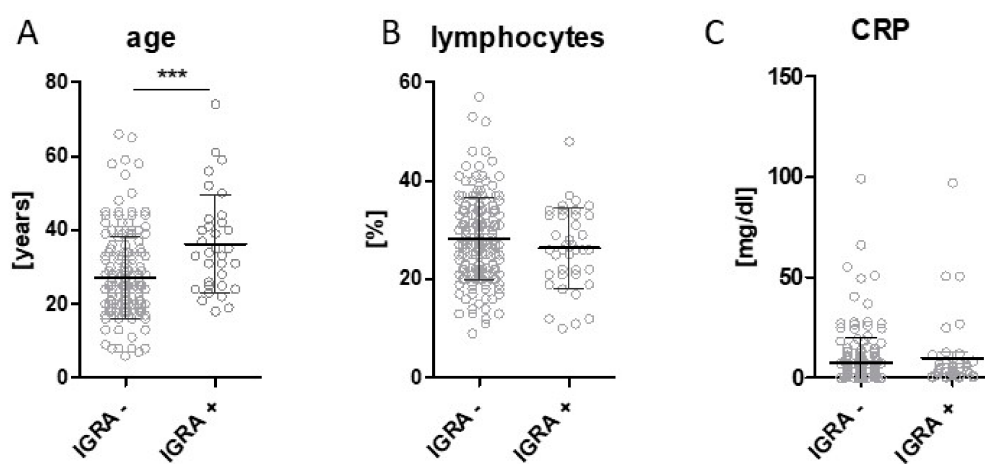 A
age
[years]
80
60
40
20
0
***
IGRA -
IGRA +
B
lymphocytes
[%]
60
40
20
0
IGRA -
IGRA +
C
CRP
[mg/dl]
150
100
50
0
IGRA -
IGRA +